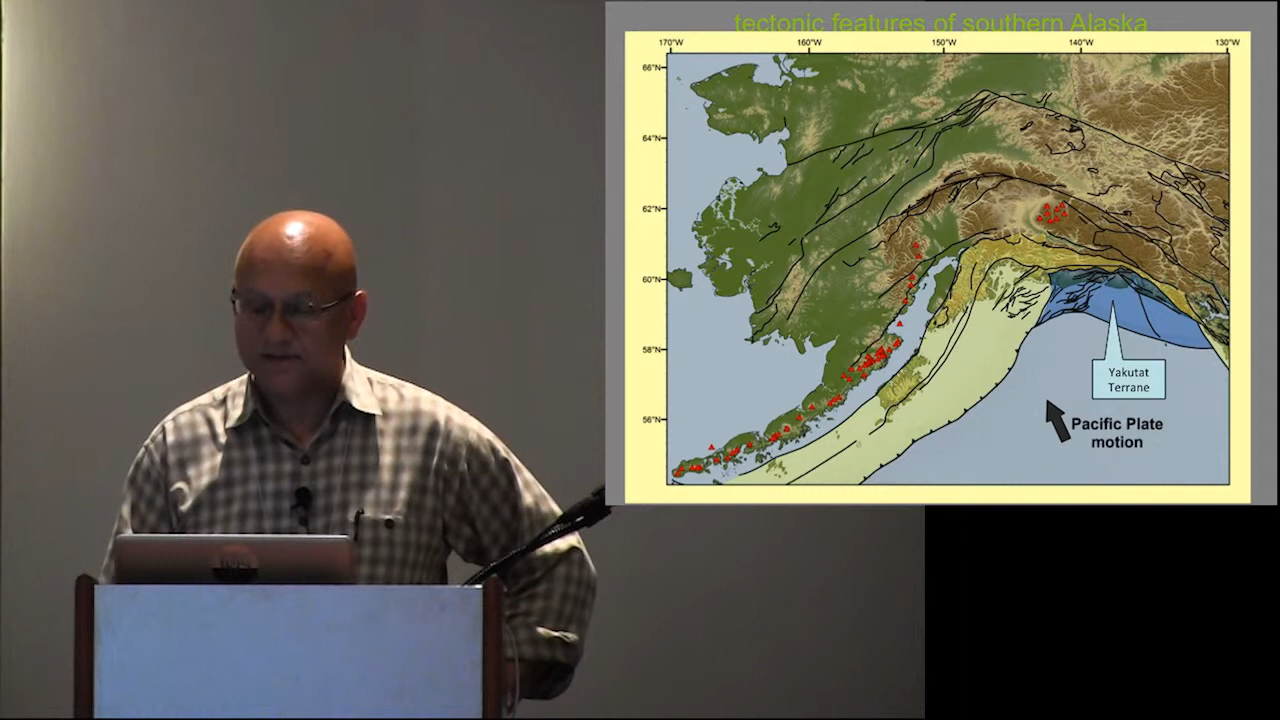 tectonic features of southern Alaska
170°W 160°W 150°W 140°W 130°W
66°N
64°N
62°N
60°N
58°N
56°N
Yakutat
Terrane
Pacific Plate
motion